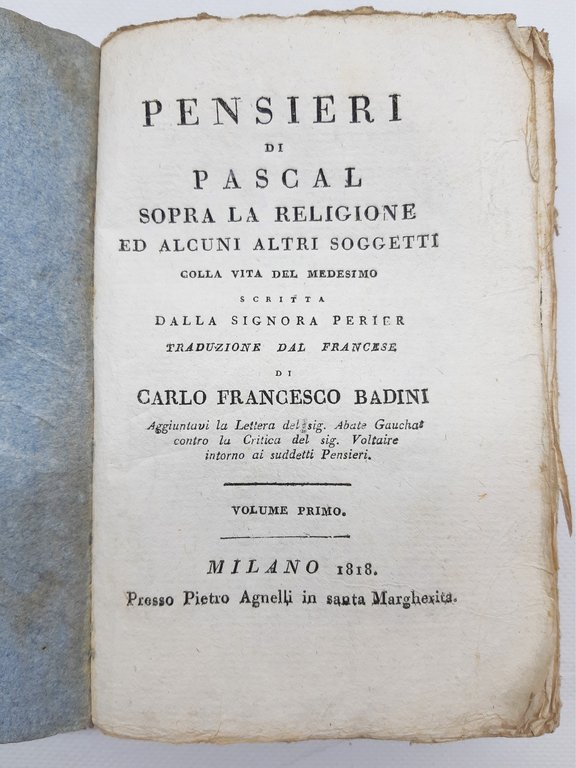 PENSIERI
DI
PASCAL
SOPRA LA RELIGIONE
ED ALCUNI ALTRI SOGGETTI
COLLA VITA DEL MEDESIMO
SCRITTA
DALLA SIGNORA PERIER
TRADUZIONE DAL FRANCESE
DI
CARLO FRANCESCO BADINI
Aggiuntavi la Lettera del sig. Abate Gauchat
contro la Critica del sig. Voltaire
intorno ai suddetti Pensieri.
VOLUME PRIMO.
MILANO 1818.
Presso Pietro Agnelli in santa Margherita.